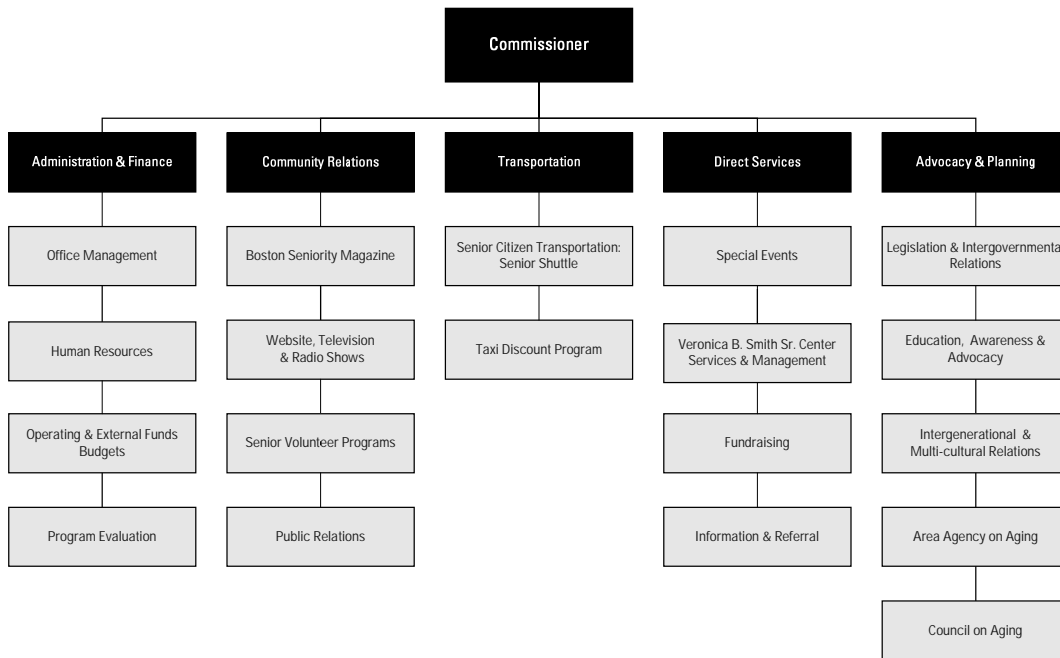 Commissioner
Administration & Finance
Community Relations
Transportation
Direct Services
Advocacy & Planning
Office Management
Boston Seniority Magazine
Senior Citizen Transportation:
Senior Shuttle
Special Events
Legislation & Intergovernmenta
Relations
Human Resources
Website, Television
& Radio Shows
Taxi Discount Program
Veronica B. Smith Sr. Center
Services & Management
Education, Awareness &
Advocacy
Operating & External Funds
Budgets
Senior Volunteer Programs
Fundraising
Intergenerational &
Multi-cultural Relations
Program Evaluation
Public Relations
Information & Referral
Area Agency on Aging
Council on Aging